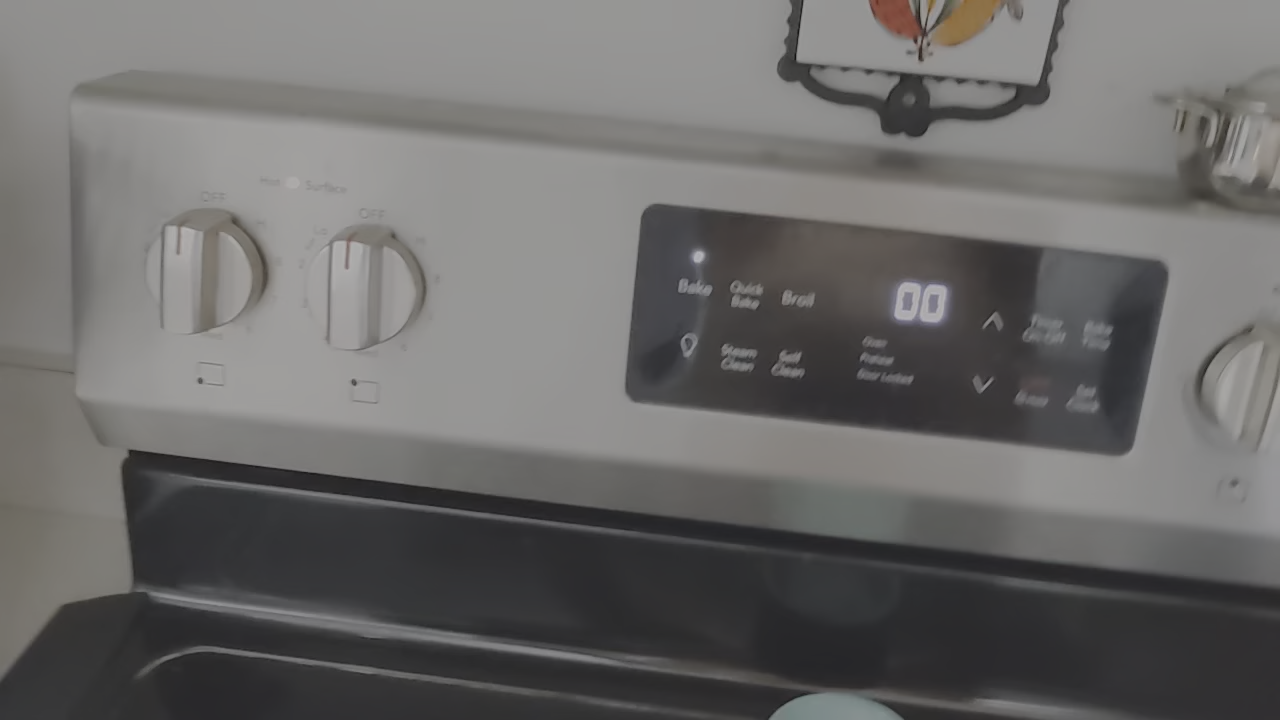 Hot Surface
OFF
OFF
Lo
Bake
Quick
Bake
Broil
00
Timer
On/Off
Bake
Time
Steam
Clean
Self
Clean
Oven
Preheat
Door Locked
Set
Clock